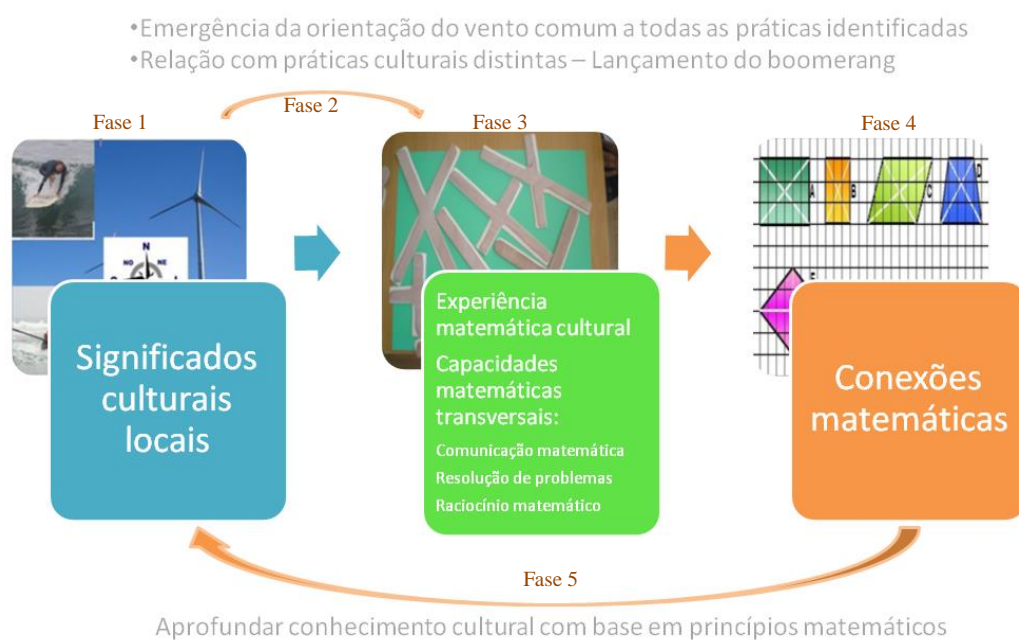 •Emergência da orientação do vento comum a todas as práticas identificadas
•Relação com práticas culturais distintas – Lançamento do boomerang
Fase 1
Fase 2
Fase 3
Fase 4
N
NO
NE
A
B
C
D
Significados
culturais
locais
Experiência
matemática cultural
Capacidades
matemáticas
transversais:
Comunicação matemática
Resolução de problemas
Raciocínio matemático
Conexões
matemáticas
Fase 5
Aprofundar conhecimento cultural com base em princípios matemáticos